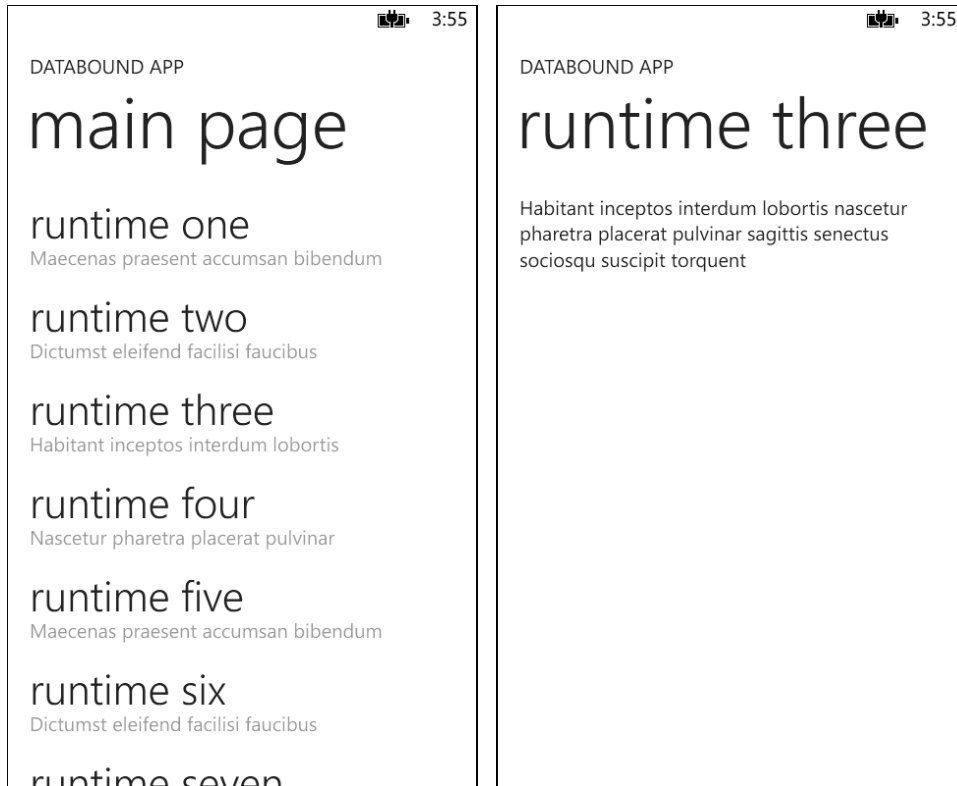 3:55
DATABOUND APP
main page
runtime one
Maecenas praesent accumsan bibendum
runtime two
Dictumst eleifend facilisi faucibus
runtime three
Habitant inceptos interdum lobortis
runtime four
Nascetur pharetra placerat pulvinar
runtime five
Maecenas praesent accumsan bibendum
runtime six
Dictumst eleifend facilisi faucibus
runtime seven
3:55
DATABOUND APP
runtime three
Habitant inceptos interdum lobortis nascetur
pharetra placerat pulvinar sagittis senectus
sociosqu suscipit torquent